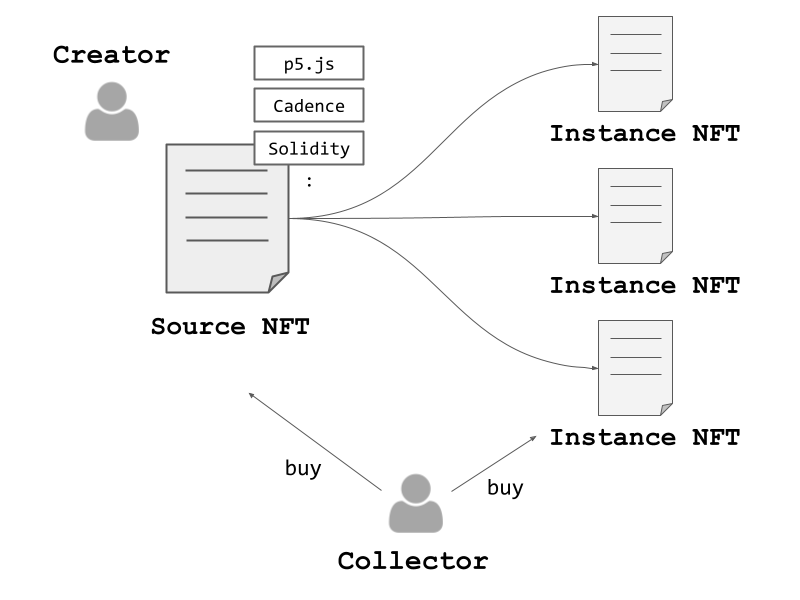 Creator
p5.js
Cadence
Solidity
:
Source NFT
Instance NFT
Instance NFT
Instance NFT
buy
buy
Collector